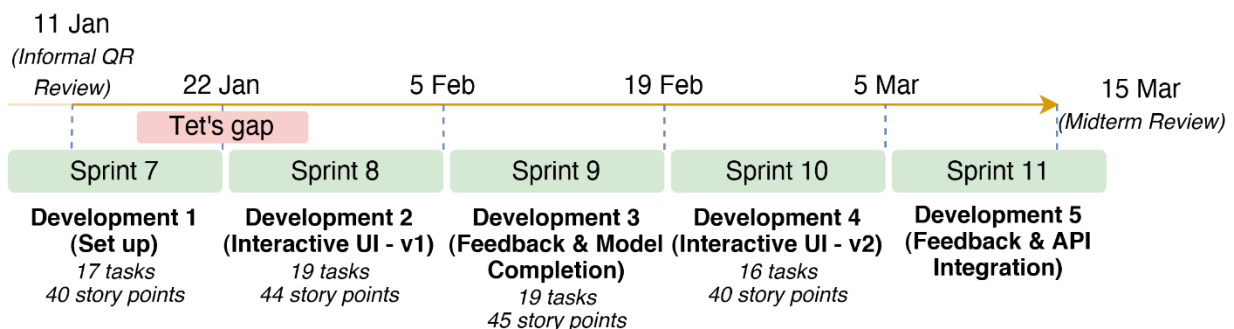 11 Jan
(Informal QR
Review)
22 Jan
5 Feb
19 Feb
5 Mar
15 Mar
(Midterm Review)
Tet's gap
Sprint 7
Sprint 8
Sprint 9
Sprint 10
Sprint 11
Development 1
(Set up)
17 tasks
40 story points
Development 2
(Interactive UI - v1)
19 tasks
44 story points
Development 3
(Feedback & Model
Completion)
19 tasks
45 story points
Development 4
(Interactive UI - v2)
16 tasks
40 story points
Development 5
(Feedback & API
Integration)